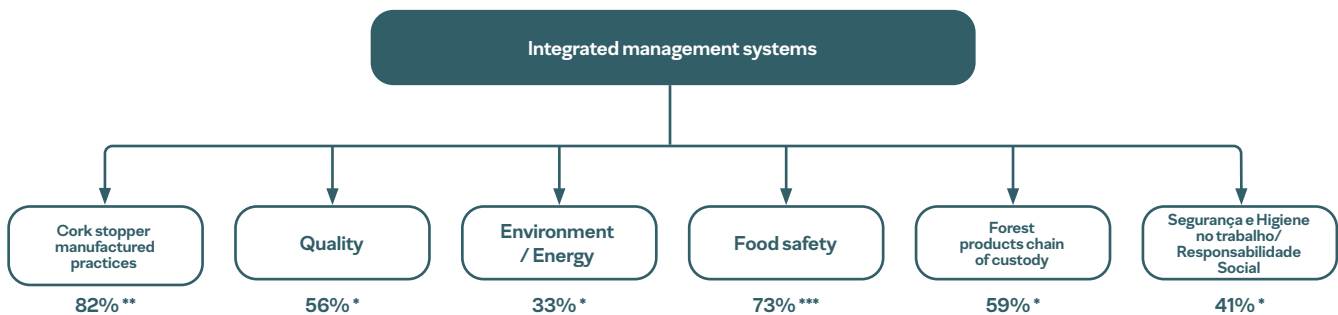 Integrated management systems
Cork stopper
manufactured
practices
Quality
Environment
/ Energy
Food safety
Forest
products chain
of custody
Segurança e Higiene
no trabalho/
Responsabilidade
Social
82% **
56% *
33% *
73% ***
59% *
41% *